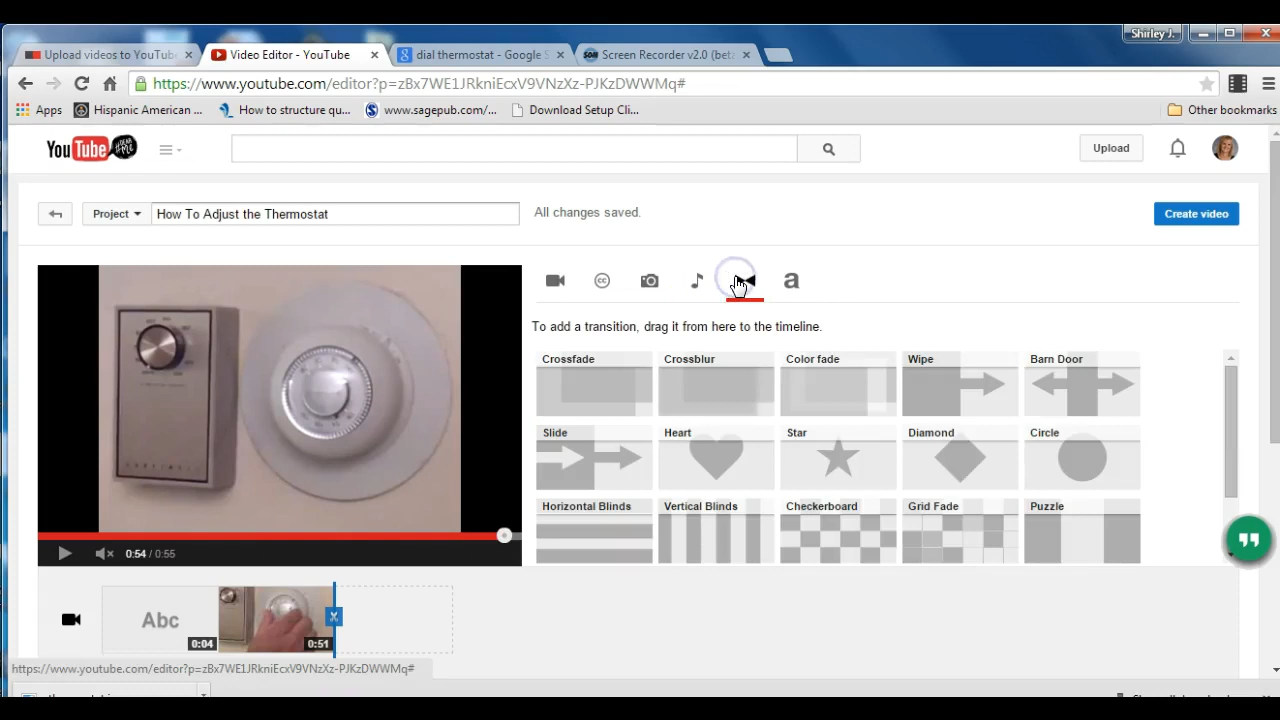 Shirley J.
Upload videos to YouTub
Video Editor - YouTube
dial thermostat - Google S
Screen Recorder v2.0 (beta
https://www.youtube.com/editor?p=zBx7WE1JRkniEcxV9VNzXz-PJKzDWWMq#
Apps
Hispanic American ...
How to structure qu...
www.sagepub.com/...
Download Setup Cli...
Other bookmarks
YouTube
Upload
Project
How To Adjust the Thermostat
All changes saved.
Create video
CC
a
To add a transition, drag it from here to the timeline.
Crossfade
Crossblur
Color fade
Wipe
Barn Door
Slide
Heart
Star
Diamond
Circle
Horizontal Blinds
Vertical Blinds
Checkerboard
Grid Fade
Puzzle
0:54 / 0:55
Abc
0:04
0:51
https://www.youtube.com/editor?p=zBx7WE1JRkniEcxV9VNzXz-PJKzDWWMq#